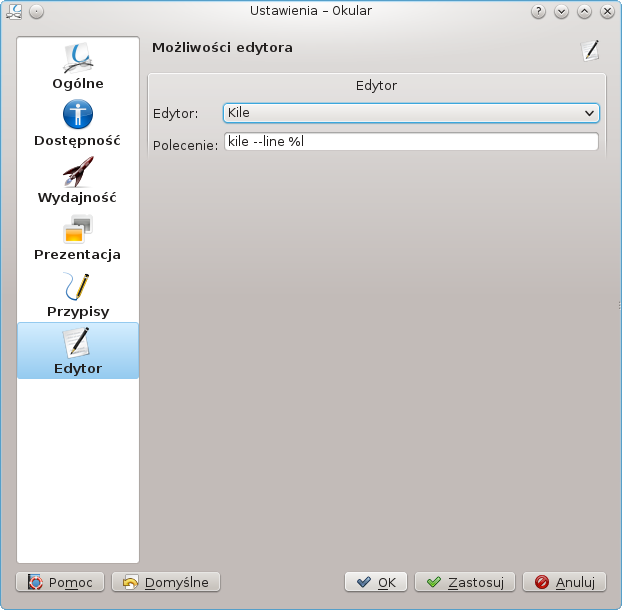 Ustawienia – Okular
Ogólne
Dostępność
Wydajność
Prezentacja
Przypisy
Edytor
Możliwości edytora
Edytor
Edytor: Kile
Polecenie: kile --line %l
Pomoc Domyślne OK Zastosuj Anuluj